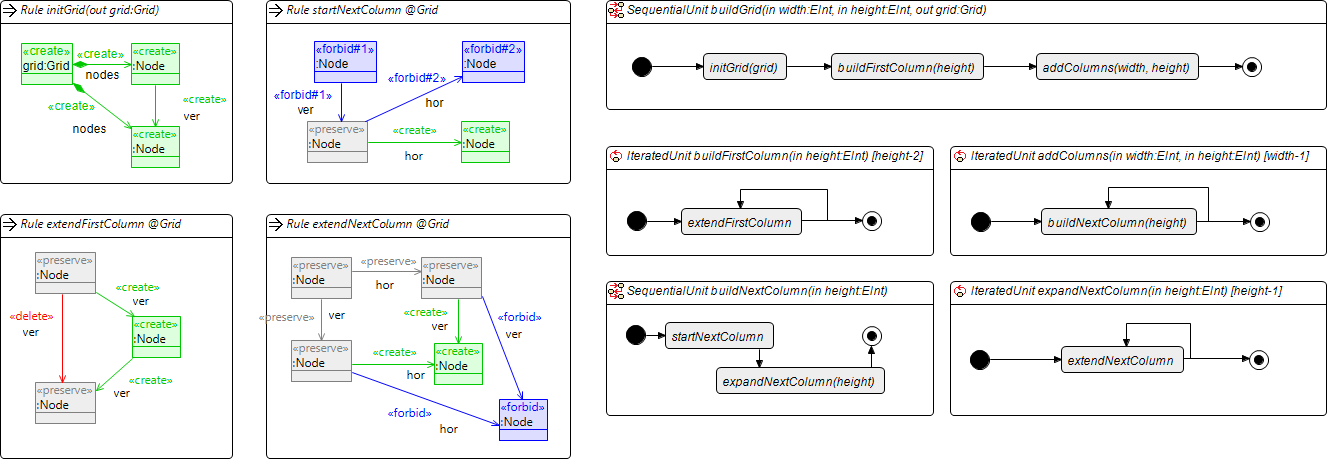 Rule initGrid(out grid:Grid)
«create»
grid:Grid
«create»
nodes
«create»
:Node
«create»
nodes
«create»
ver
«create»
:Node
Rule startNextColumn @Grid
«forbid#1»
:Node
«forbid#2»
:Node
«forbid#2»
hor
«forbid#1»
ver
«preserve»
:Node
«create»
hor
«create»
:Node
Rule extendFirstColumn @Grid
«preserve»
:Node
«create»
ver
«delete»
ver
«create»
:Node
«create»
ver
«preserve»
:Node
Rule extendNextColumn @Grid
«preserve»
:Node
«preserve»
hor
«preserve»
:Node
«preserve»
ver
«create»
ver
«forbid»
ver
«preserve»
:Node
«create»
hor
«create»
:Node
«forbid»
hor
«forbid»
:Node
SequentialUnit buildGrid(in width:EInt, in height:EInt, out grid:Grid)
initGrid(grid)
buildFirstColumn(height)
addColumns(width, height)
IteratedUnit buildFirstColumn(in height:EInt) [height-2]
extendFirstColumn
IteratedUnit addColumns(in width:EInt, in height:EInt) [width-1]
buildNextColumn(height)
SequentialUnit buildNextColumn(in height:EInt)
startNextColumn
expandNextColumn(height)
IteratedUnit expandNextColumn(in height:EInt) [height-1]
extendNextColumn